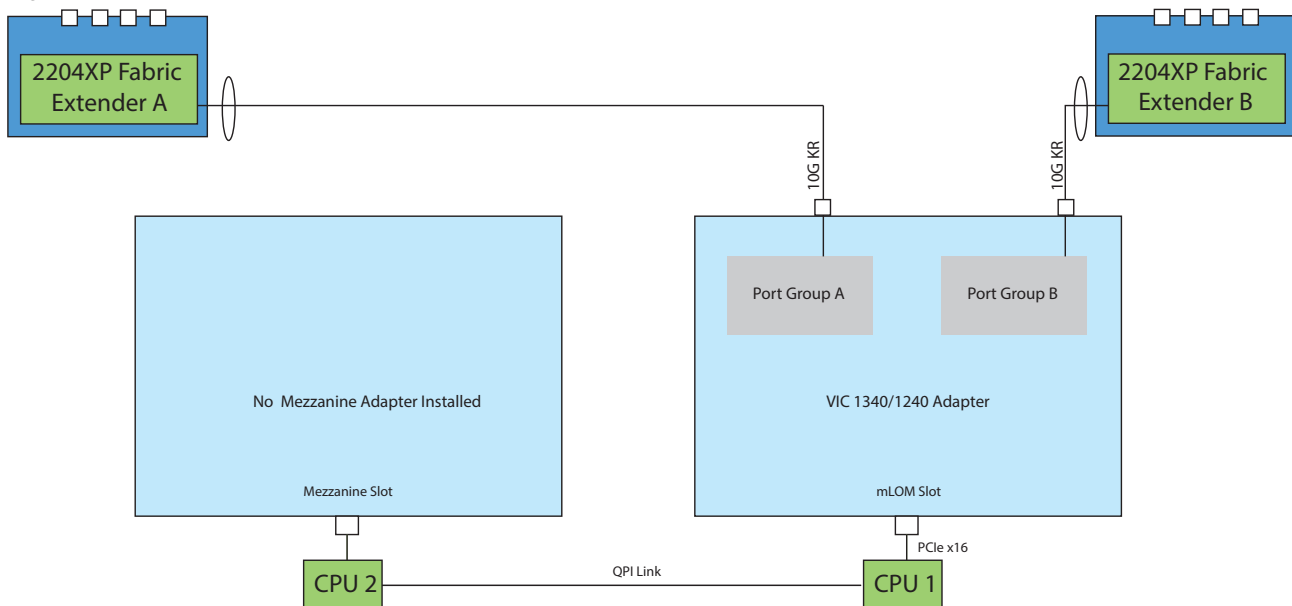 2204XP Fabric
Extender A
2204XP Fabric
Extender B
10G KR
10G KR
Port Group A
Port Group B
No Mezzanine Adapter Installed
VIC 1340/1240 Adapter
Mezzanine Slot
mLOM Slot
PCIe x16
QPI Link
CPU 2
CPU 1